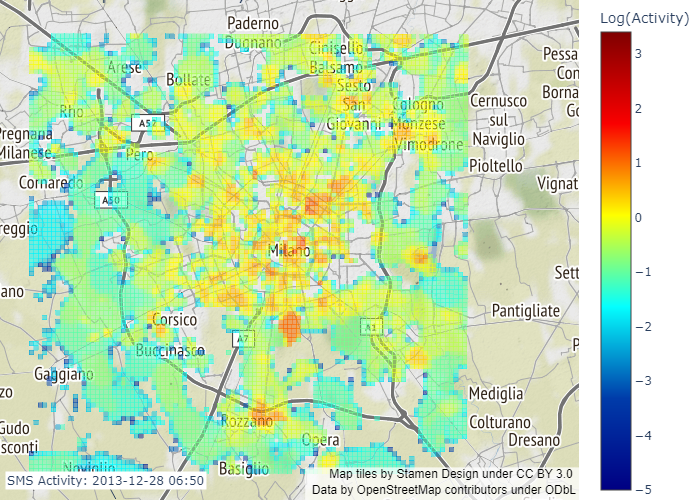 Log(Activity)
Paderno
Dugnano
Cinisello
Balsamo
Arese
Bollate
Sesto
San
Giovanni
Cologno
Monzese
Vimodrone
Cernusco
sul
Naviglio
Pioltello
Pessa
Con
Borna
Go
Rho
A52
Pero
Pregnana
Milanese
Cornaredo
A50
Vignat
reggio
Milano
Sett
ano
Pantigliate
Corsico
A7
A1
Buccinasco
P
Gaggiano
zo
Mediglia
Rozzano
Colturano
Gudo
sconti
Opera
Dresano
Noviglio
Basiglio
SMS Activity: 2013-12-28 06:50
Map tiles by Stamen Design under CC BY 3.0
Data by OpenStreetMap contributors under ODbL
3
2
1
0
−1
−2
−3
−4
−5